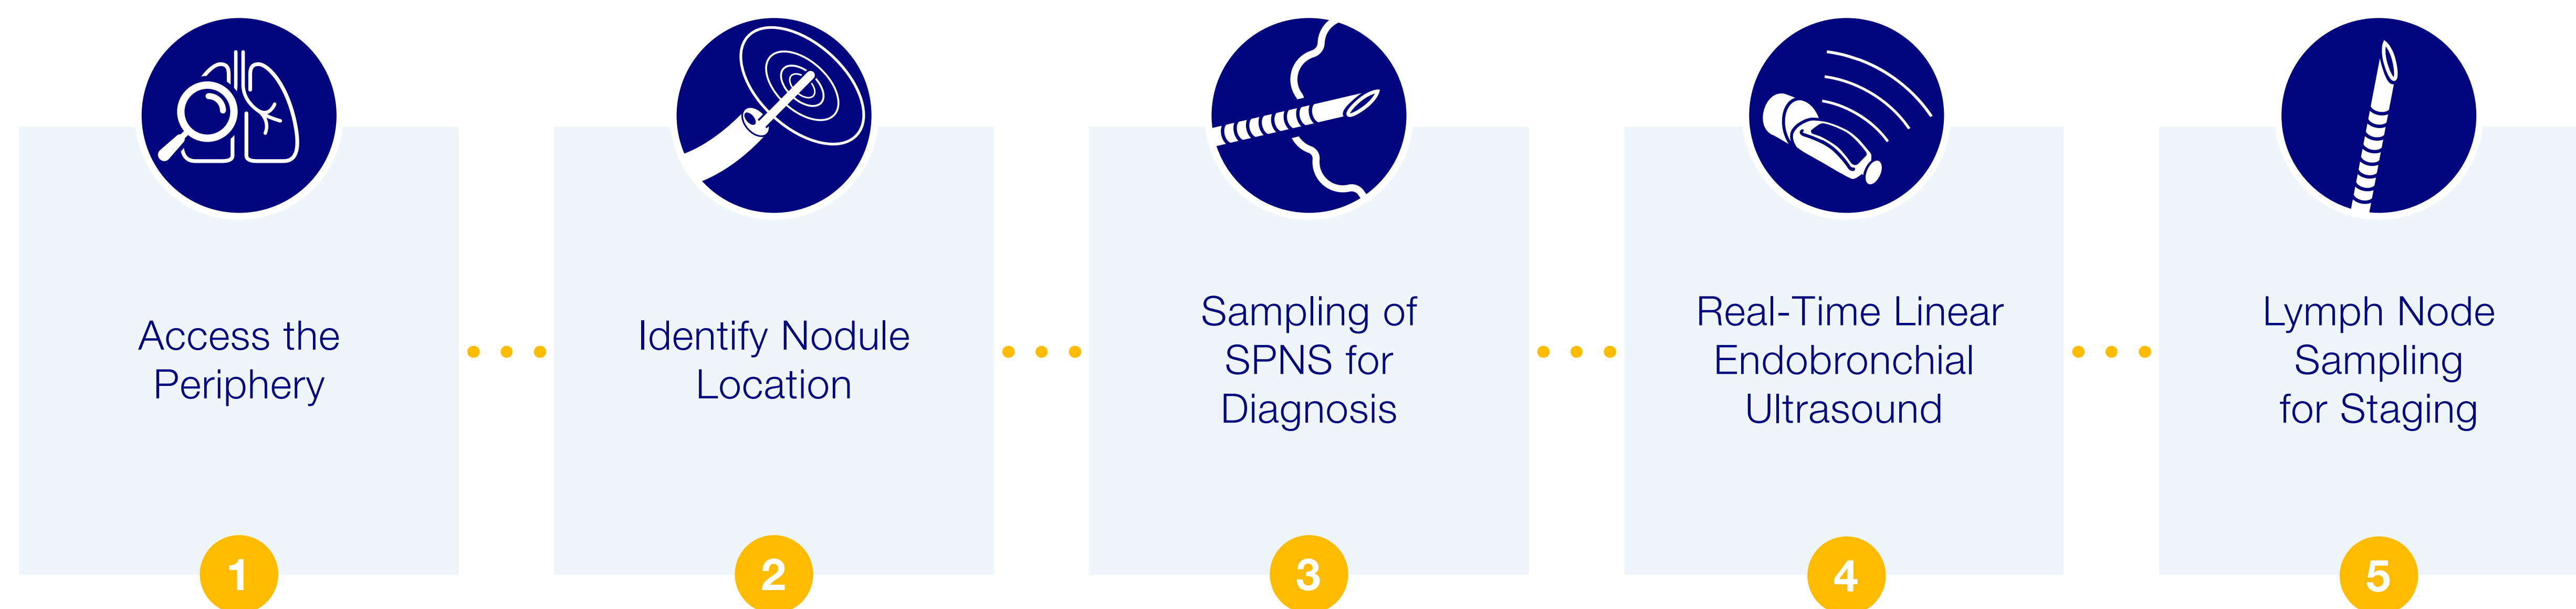 Access the
Periphery
1
Identify Nodule
Location
2
Sampling of
SPNS for
Diagnosis
3
Real-Time Linear
Endobronchial
Ultrasound
4
Lymph Node
Sampling
for Staging
5